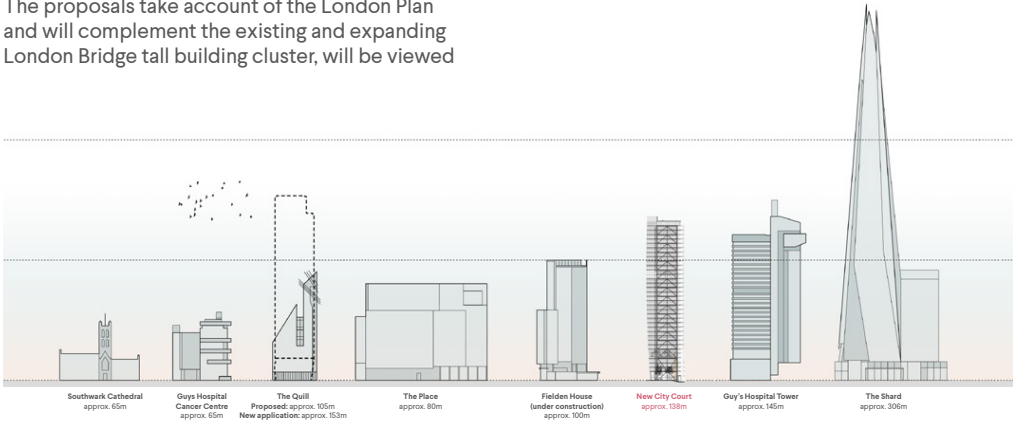 The proposals take account of the London Plan
and will complement the existing and expanding
London Bridge tall building cluster, will be viewed
Southwark Cathedral
approx. 65m
Guys Hospital
Cancer Centre
approx. 65m
The Quill
Proposed: approx. 105m
New application: approx. 153m
The Place
approx. 80m
Fielden House
(under construction)
approx. 100m
New City Court
approx. 138m
Guy's Hospital Tower
approx. 145m
The Shard
approx. 306m